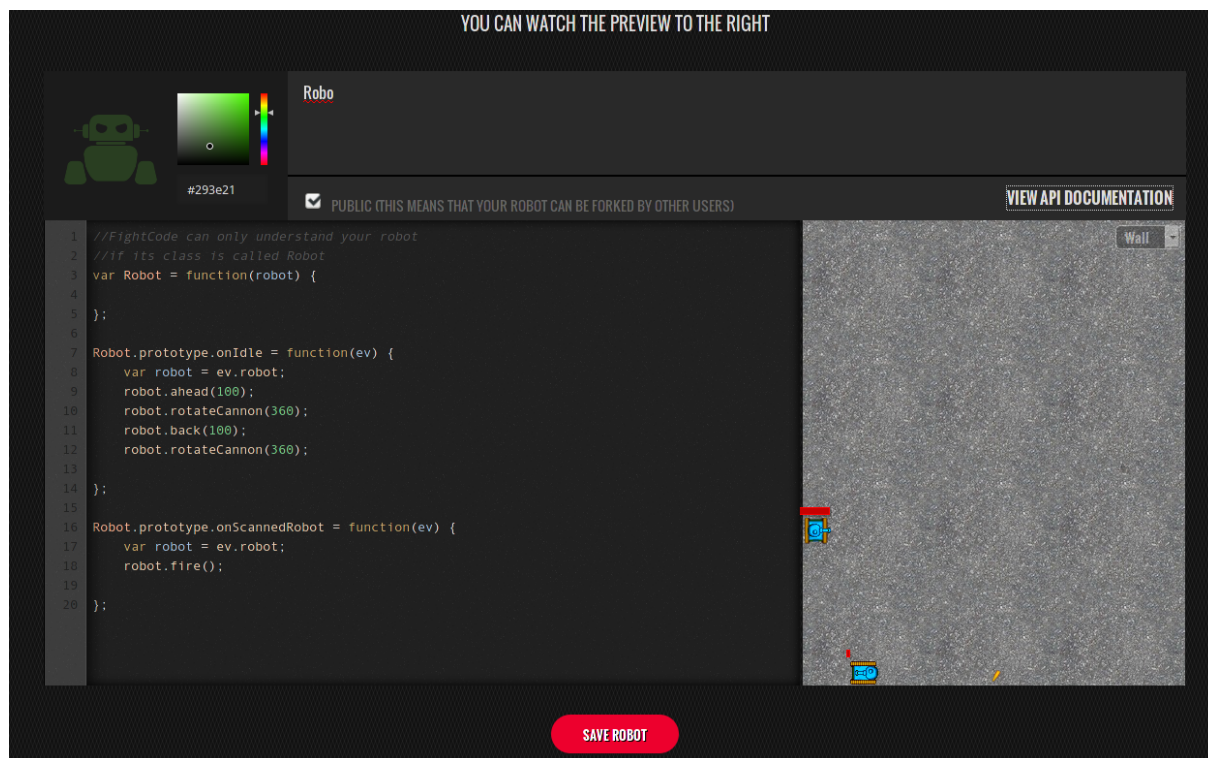 YOU CAN WATCH THE PREVIEW TO THE RIGHT
Robo
#293e21
PUBLIC (THIS MEANS THAT YOUR ROBOT CAN BE FORKED BY OTHER USERS)
VIEW API DOCUMENTATION
Wall
1 //FightCode can only understand your robot
2 //if its class is called Robot
3 var Robot = function(robot) {
4
5 };
6
7 Robot.prototype.onIdle = function(ev) {
8     var robot = ev.robot;
9     robot.ahead(100);
10     robot.rotateCannon(360);
11     robot.back(100);
12     robot.rotateCannon(360);
13
14 };
15
16 Robot.prototype.onScannedRobot = function(ev) {
17     var robot = ev.robot;
18     robot.fire();
19
20 };
SAVE ROBOT